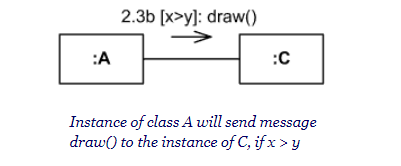 2.3b [x>y]: draw()
:A
:C
Instance of class A will send message
draw() to the instance of C, if x > y